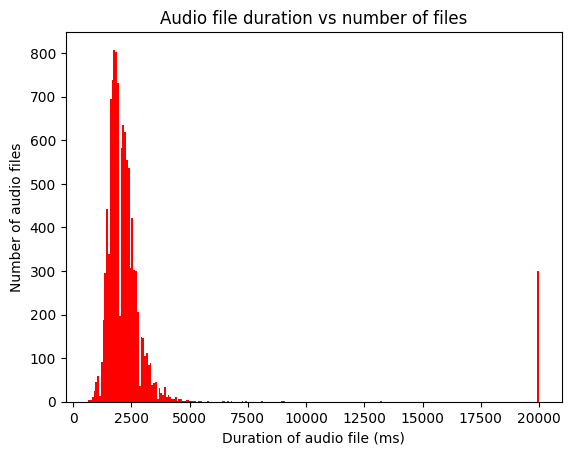 Audio file duration vs number of files
800
700
600
500
400
300
200
100
0
Number of audio files
0 2500 5000 7500 10000 12500 15000 17500 20000
Duration of audio file (ms)